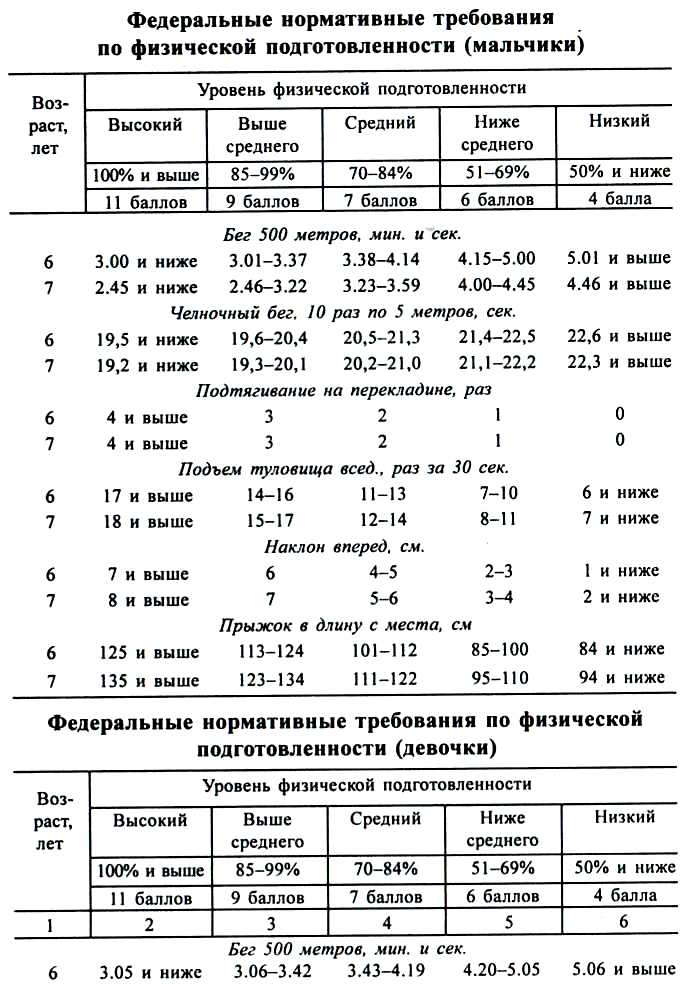 Федеральные нормативные требования
по физической подготовленности (мальчики)
Воз-
раст,
лет
Уровень физической подготовленности
Высокий Выше
среднего Средний Ниже
среднего Низкий
100% и выше 85–99% 70–84% 51–69% 50% и ниже
11 баллов 9 баллов 7 баллов 6 баллов 4 балла
Бег 500 метров, мин. и сек.
6 3.00 и ниже 3.01–3.37 3.38–4.14 4.15–5.00 5.01 и выше
7 2.45 и ниже 2.46–3.22 3.23–3.59 4.00–4.45 4.46 и выше
Челночный бег, 10 раз по 5 метров, сек.
6 19,5 и ниже 19,6–20,4 20,5–21,3 21,4–22,5 22,6 и выше
7 19,2 и ниже 19,3–20,1 20,2–21,0 21,1–22,2 22,3 и выше
Подтягивание на перекладине, раз
6 4 и выше 3 2 1 0
7 4 и выше 3 2 1 0
Подъем туловища всед., раз за 30 сек.
6 17 и выше 14–16 11–13 7–10 6 и ниже
7 18 и выше 15–17 12–14 8–11 7 и ниже
Наклон вперед, см.
6 7 и выше 6 4–5 2–3 1 и ниже
7 8 и выше 7 5–6 3–4 2 и ниже
Прыжок в длину с места, см
6 125 и выше 113–124 101–112 85–100 84 и ниже
7 135 и выше 123–134 111–122 95–110 94 и ниже
Федеральные нормативные требования по физической
подготовленности (девочки)
Воз-
раст,
лет
Уровень физической подготовленности
Высокий Выше
среднего Средний Ниже
среднего Низкий
100% и выше 85–99% 70–84% 51–69% 50% и ниже
11 баллов 9 баллов 7 баллов 6 баллов 4 балла
1 2 3 4 5 6
Бег 500 метров, мин. и сек.
6 3.05 и ниже 3.06–3.42 3.43–4.19 4.20–5.05 5.06 и выше